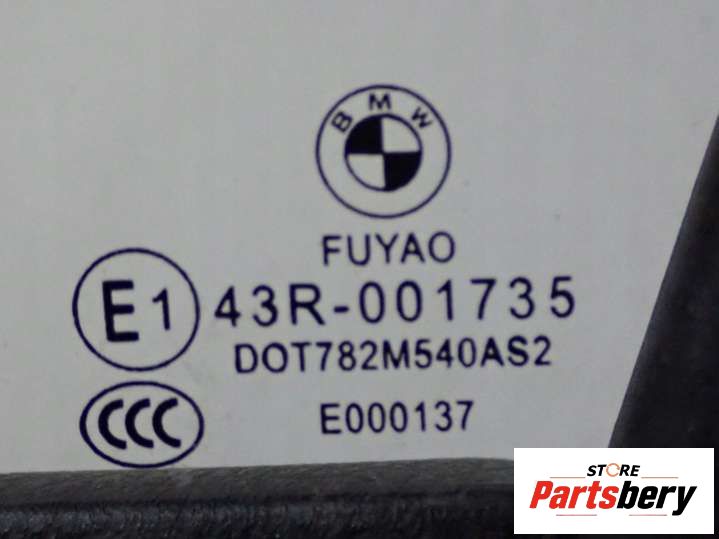 BMW
FUYAO
E1 43R-001735
DOT782M540AS2
CCC E000137
STORE
Partsbery